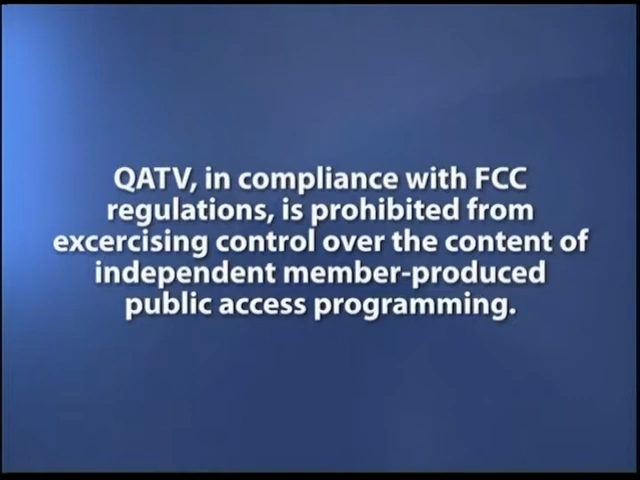 QATV, in compliance with FCC
regulations, is prohibited from
excercising control over the content of
independent member-produced
public access programming.